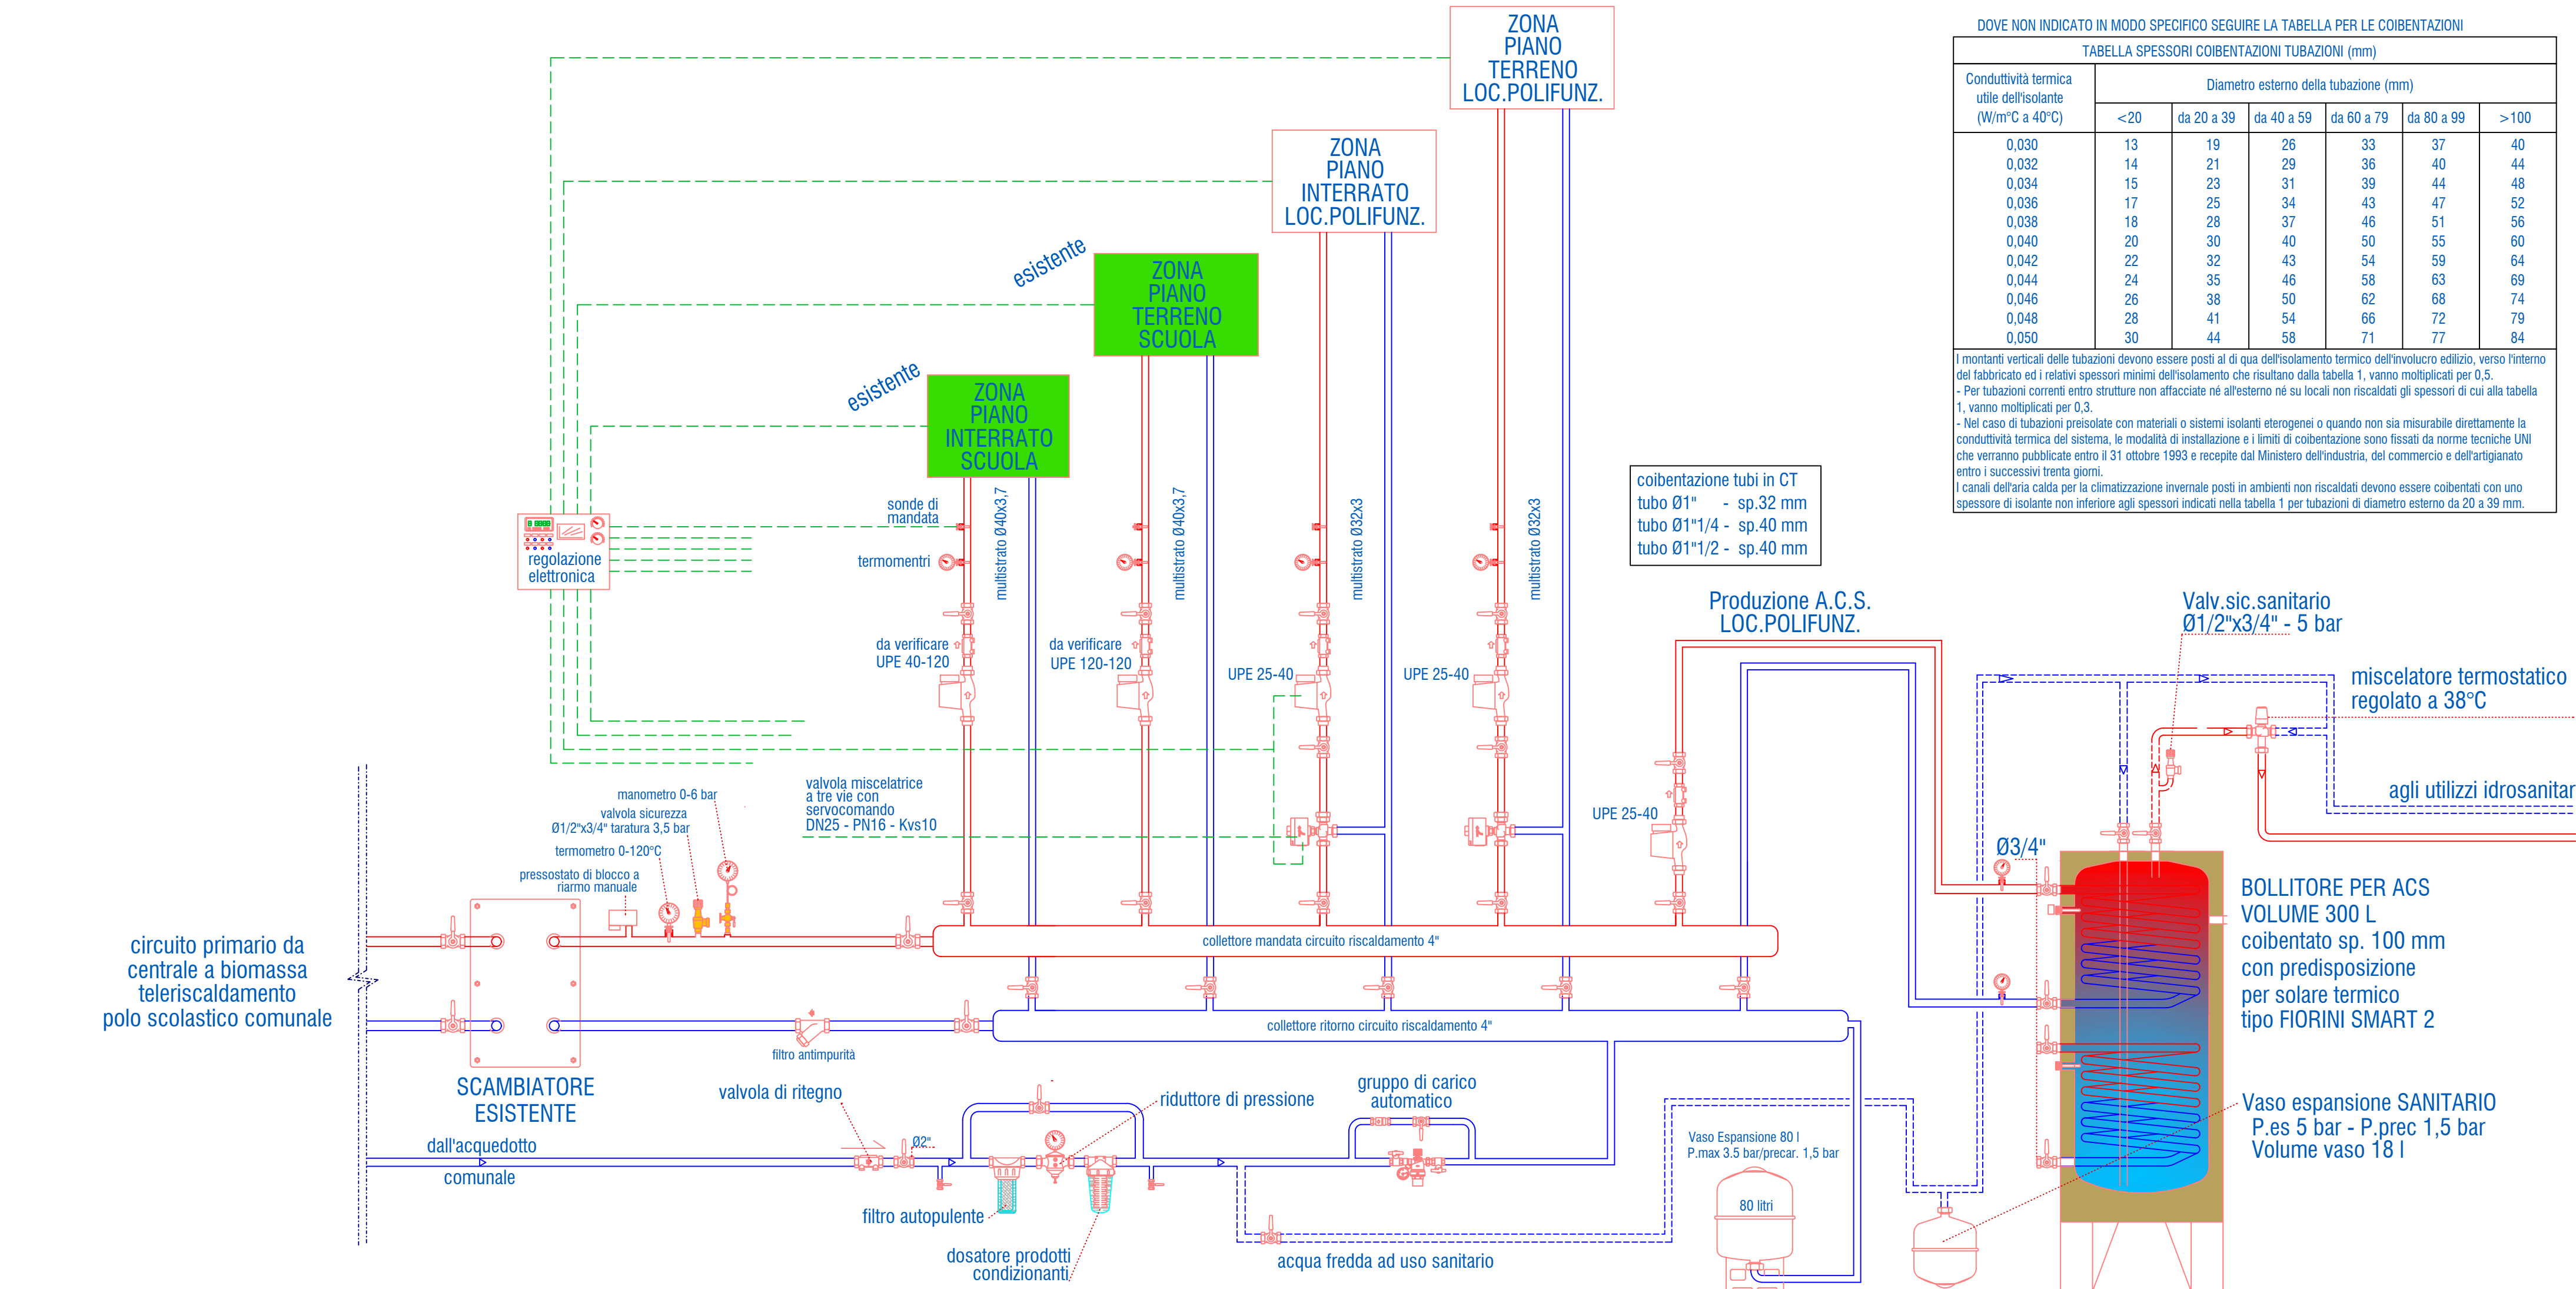 ZONA
PIANO
TERRENO
LOC.POLIFUNZ.
ZONA
PIANO
INTERRATO
LOC.POLIFUNZ.
esistente
ZONA
PIANO
TERRENO
SCUOLA
esistente
ZONA
PIANO
INTERRATO
SCUOLA
DOVE NON INDICATO IN MODO SPECIFICO SEGUIRE LA TABELLA PER LE COIBENTAZIONI
TABELLA SPESSORI COIBENTAZIONI TUBAZIONI (mm)
Conduttività termica
utile dell'isolante
(W/m°C a 40°C)
Diametro esterno della tubazione (mm)
<20 da 20 a 39 da 40 a 59 da 60 a 79 da 80 a 99 >100
0,030 13 19 26 33 37 40
0,032 14 21 29 36 40 44
0,034 15 23 31 39 44 48
0,036 17 25 34 43 47 52
0,038 18 28 37 46 51 56
0,040 20 30 40 50 55 60
0,042 22 32 43 54 59 64
0,044 24 35 46 58 63 69
0,046 26 38 50 62 68 74
0,048 28 41 54 66 72 79
0,050 30 44 58 71 77 84
I montanti verticali delle tubazioni devono essere posti al di qua dell'isolamento termico dell'involucro edilizio, verso l'interno
del fabbricato ed i relativi spessori minimi dell'isolamento che risultano dalla tabella 1, vanno moltiplicati per 0,5.
- Per tubazioni correnti entro strutture non affacciate né all'esterno né su locali non riscaldati gli spessori di cui alla tabella
1, vanno moltiplicati per 0,3.
- Nel caso di tubazioni preisolate con materiali o sistemi isolanti eterogenei o quando non sia misurabile direttamente la
conduttività termica del sistema, le modalità di installazione e i limiti di coibentazione sono fissati da norme tecniche UNI
che verranno pubblicate entro il 31 ottobre 1993 e recepite dal Ministero dell'industria, del commercio e dell'artigianato
entro i successivi trenta giorni.
I canali dell'aria calda per la climatizzazione invernale posti in ambienti non riscaldati devono essere coibentati con uno
spessore di isolante non inferiore agli spessori indicati nella tabella 1 per tubazioni di diametro esterno da 20 a 39 mm.
coibentazione tubi in CT
tubo Ø1" - sp.32 mm
tubo Ø1"1/4 - sp.40 mm
tubo Ø1"1/2 - sp.40 mm
regolazione
elettronica
sonde di
mandata
termomentri
multistrato Ø40x3,7
multistrato Ø40x3,7
multistrato Ø32x3
multistrato Ø32x3
da verificare
UPE 40-120
da verificare
UPE 120-120
UPE 25-40
UPE 25-40
UPE 25-40
Produzione A.C.S.
LOC.POLIFUNZ.
Valv.sic.sanitario
Ø1/2"x3/4" - 5 bar
miscelatore termostatico
regolato a 38°C
agli utilizzi idrosanitar
valvola miscelatrice
a tre vie con
servocomando
DN25 - PN16 - Kvs10
manometro 0-6 bar
valvola sicurezza
Ø1/2"x3/4" taratura 3,5 bar
termometro 0-120°C
pressostato di blocco a
riarmo manuale
circuito primario da
centrale a biomassa
teleriscaldamento
polo scolastico comunale
SCAMBIATORE
ESISTENTE
collettore mandata circuito riscaldamento 4"
collettore ritorno circuito riscaldamento 4"
filtro antimpurità
Ø3/4"
BOLLITORE PER ACS
VOLUME 300 L
coibentato sp. 100 mm
con predisposizione
per solare termico
tipo FIORINI SMART 2
Vaso espansione SANITARIO
P.es 5 bar - P.prec 1,5 bar
Volume vaso 18 l
valvola di ritegno
Ø2"
riduttore di pressione
gruppo di carico
automatico
dall'acquedotto
comunale
filtro autopulente
dosatore prodotti
condizionanti
acqua fredda ad uso sanitario
Vaso Espansione 80 l
P.max 3.5 bar/precar. 1,5 bar
80 litri